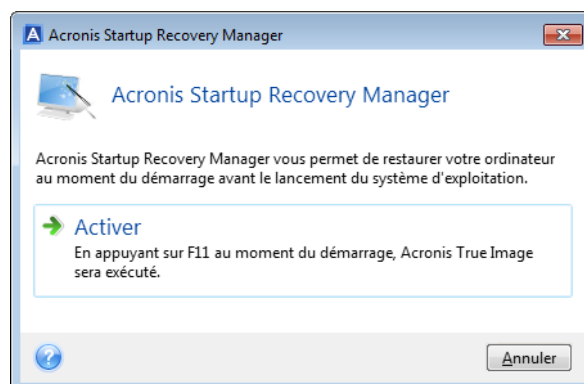 Acronis Startup Recovery Manager
Acronis Startup Recovery Manager
Acronis Startup Recovery Manager vous permet de restaurer votre ordinateur
au moment du démarrage avant le lancement du système d'exploitation.
Activer
En appuyant sur F11 au moment du démarrage, Acronis True Image
sera exécuté.
Annuler